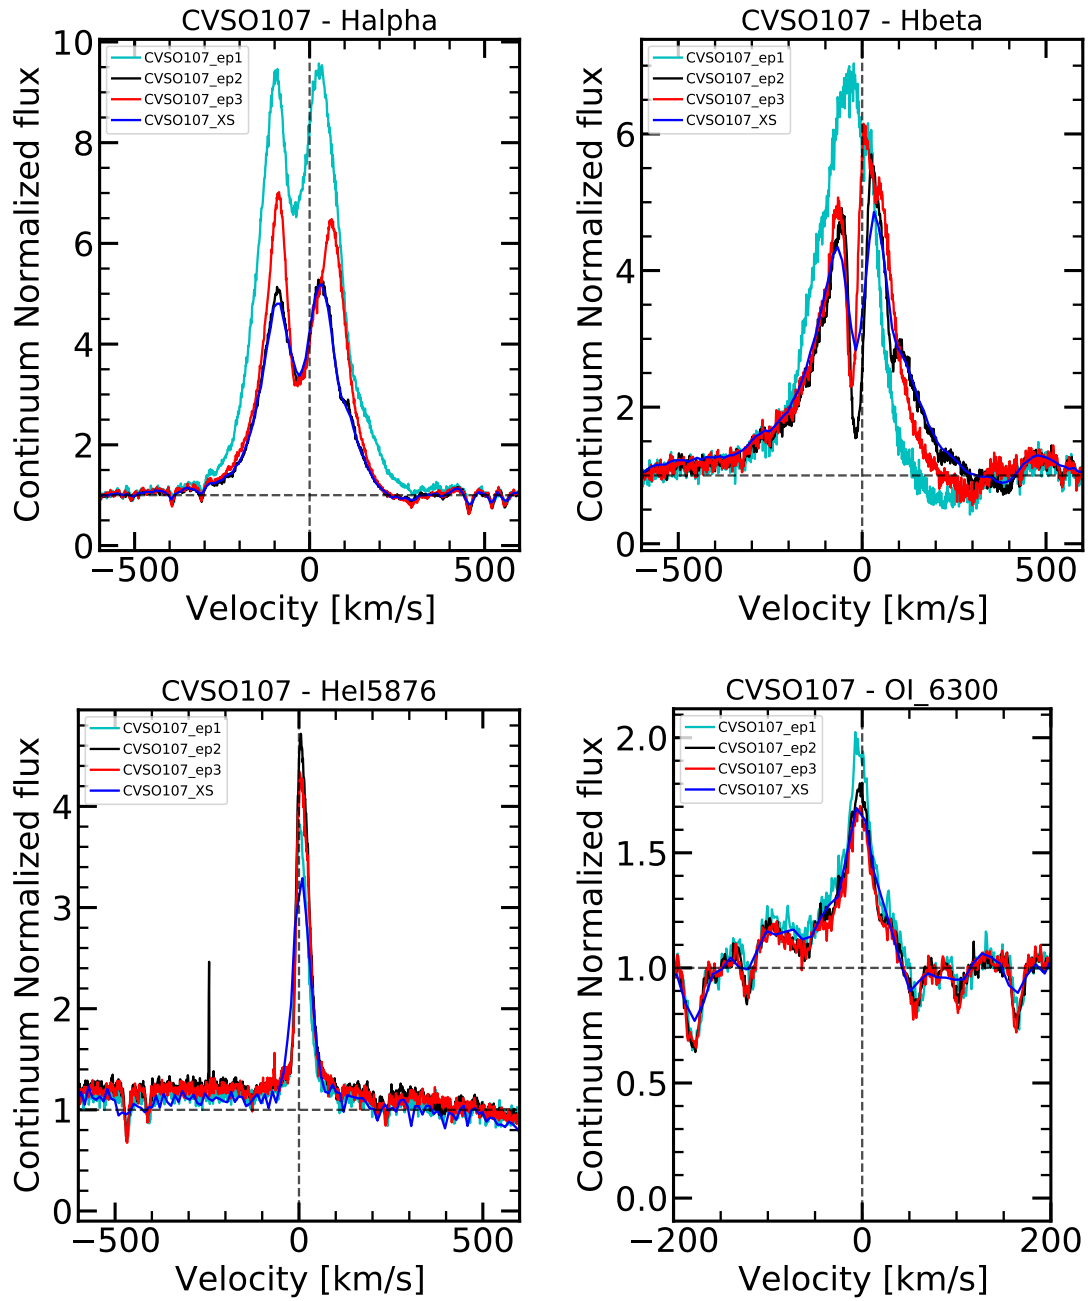 CVSO107 - Halpha
CVSO107_ep1
CVSO107_ep2
CVSO107_ep3
CVSO107_XS
Continuum Normalized flux
10
8
6
4
2
0
−500
0
500
Velocity [km/s]
CVSO107 - Hbeta
CVSO107_ep1
CVSO107_ep2
CVSO107_ep3
CVSO107_XS
Continuum Normalized flux
6
4
2
0
−500
0
500
Velocity [km/s]
CVSO107 - HeI5876
CVSO107_ep1
CVSO107_ep2
CVSO107_ep3
CVSO107_XS
Continuum Normalized flux
4
3
2
1
0
−500
0
500
Velocity [km/s]
CVSO107 - OI_6300
CVSO107_ep1
CVSO107_ep2
CVSO107_ep3
CVSO107_XS
Continuum Normalized flux
2.0
1.5
1.0
0.5
0.0
−200
−100
0
100
200
Velocity [km/s]